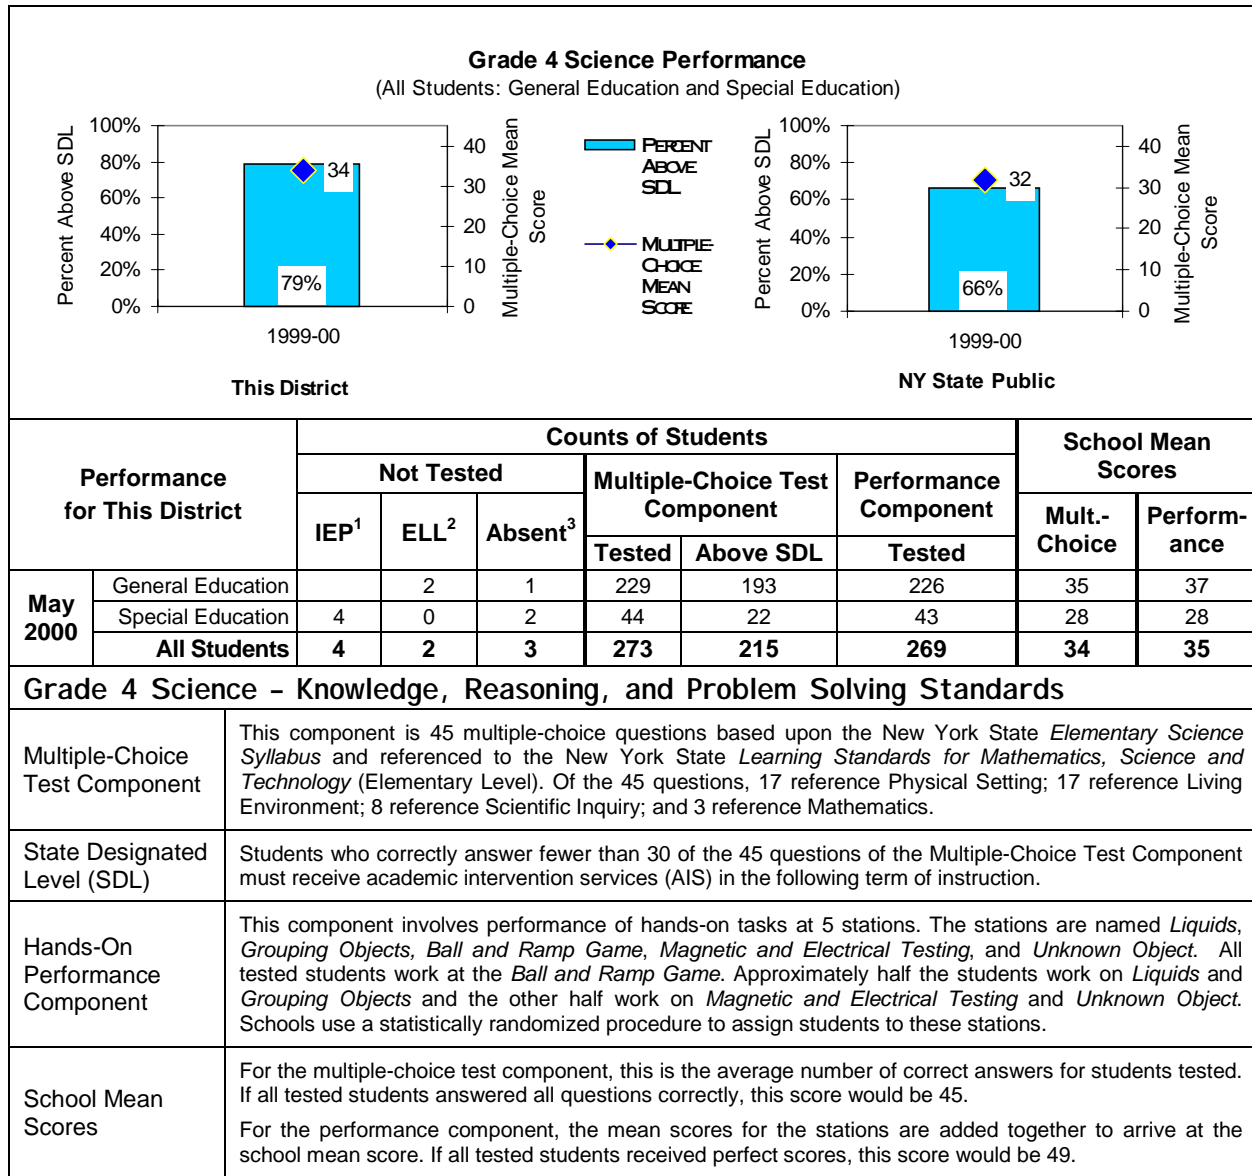 Grade 4 Science Performance
(All Students: General Education and Special Education)
100%
80%
60%
40%
20%
0%
Percent Above SDL
34
79%
40
30
20
10
0
Multiple-Choice Mean
Score
1999-00
This District
PERCENT
ABOVE
SDL
MULTIPLE-
CHOICE
MEAN
SCORE
100%
80%
60%
40%
20%
0%
Percent Above SDL
32
66%
40
30
20
10
0
Multiple-Choice Mean
Score
1999-00
NY State Public
Performance
for This District
Counts of Students
School Mean
Scores
Not Tested
Multiple-Choice Test
Component
Performance
Component
IEP1 ELL2 Absent3
Mult.-
Choice
Perform-
ance
Tested Above SDL Tested
May
2000
General Education 2 1 229 193 226 35 37
Special Education 4 0 2 44 22 43 28 28
All Students 4 2 3 273 215 269 34 35
Grade 4 Science – Knowledge, Reasoning, and Problem Solving Standards
Multiple-Choice
Test Component
This component is 45 multiple-choice questions based upon the New York State Elementary Science
Syllabus and referenced to the New York State Learning Standards for Mathematics, Science and
Technology (Elementary Level). Of the 45 questions, 17 reference Physical Setting; 17 reference Living
Environment; 8 reference Scientific Inquiry; and 3 reference Mathematics.
State Designated
Level (SDL)
Students who correctly answer fewer than 30 of the 45 questions of the Multiple-Choice Test Component
must receive academic intervention services (AIS) in the following term of instruction.
Hands-On
Performance
Component
This component involves performance of hands-on tasks at 5 stations. The stations are named Liquids,
Grouping Objects, Ball and Ramp Game, Magnetic and Electrical Testing, and Unknown Object. All
tested students work at the Ball and Ramp Game. Approximately half the students work on Liquids and
Grouping Objects and the other half work on Magnetic and Electrical Testing and Unknown Object.
Schools use a statistically randomized procedure to assign students to these stations.
School Mean
Scores
For the multiple-choice test component, this is the average number of correct answers for students tested.
If all tested students answered all questions correctly, this score would be 45.
For the performance component, the mean scores for the stations are added together to arrive at the
school mean score. If all tested students received perfect scores, this score would be 49.